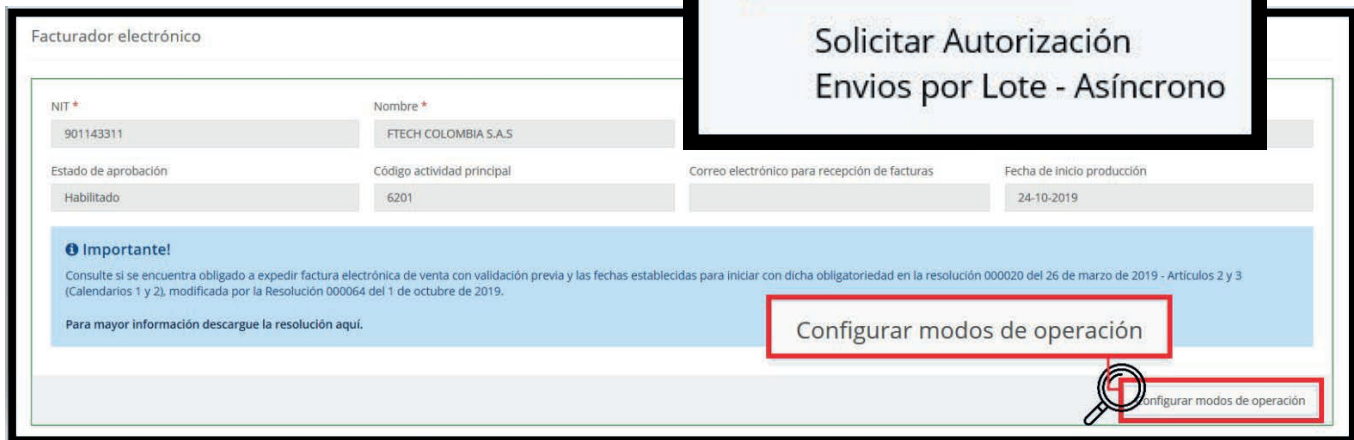 Facturador electrónico
Solicitar Autorización
Envios por Lote - Asíncrono
NIT *
Nombre *
901143311
FTECH COLOMBIA S.A.S
Estado de aprobación
Código actividad principal
Correo electrónico para recepción de facturas
Fecha de inicio producción
Habilitado
6201
24-10-2019
Importante!
Consulte si se encuentra obligado a expedir factura electrónica de venta con validación previa y las fechas establecidas para iniciar con dicha obligatoriedad en la resolución 000020 del 26 de marzo de 2019 - Artículos 2 y 3
(Calendarios 1 y 2), modificada por la Resolución 000064 del 1 de octubre de 2019.
Para mayor información descargue la resolución aquí.
Configurar modos de operación
onfigurar modos de operación